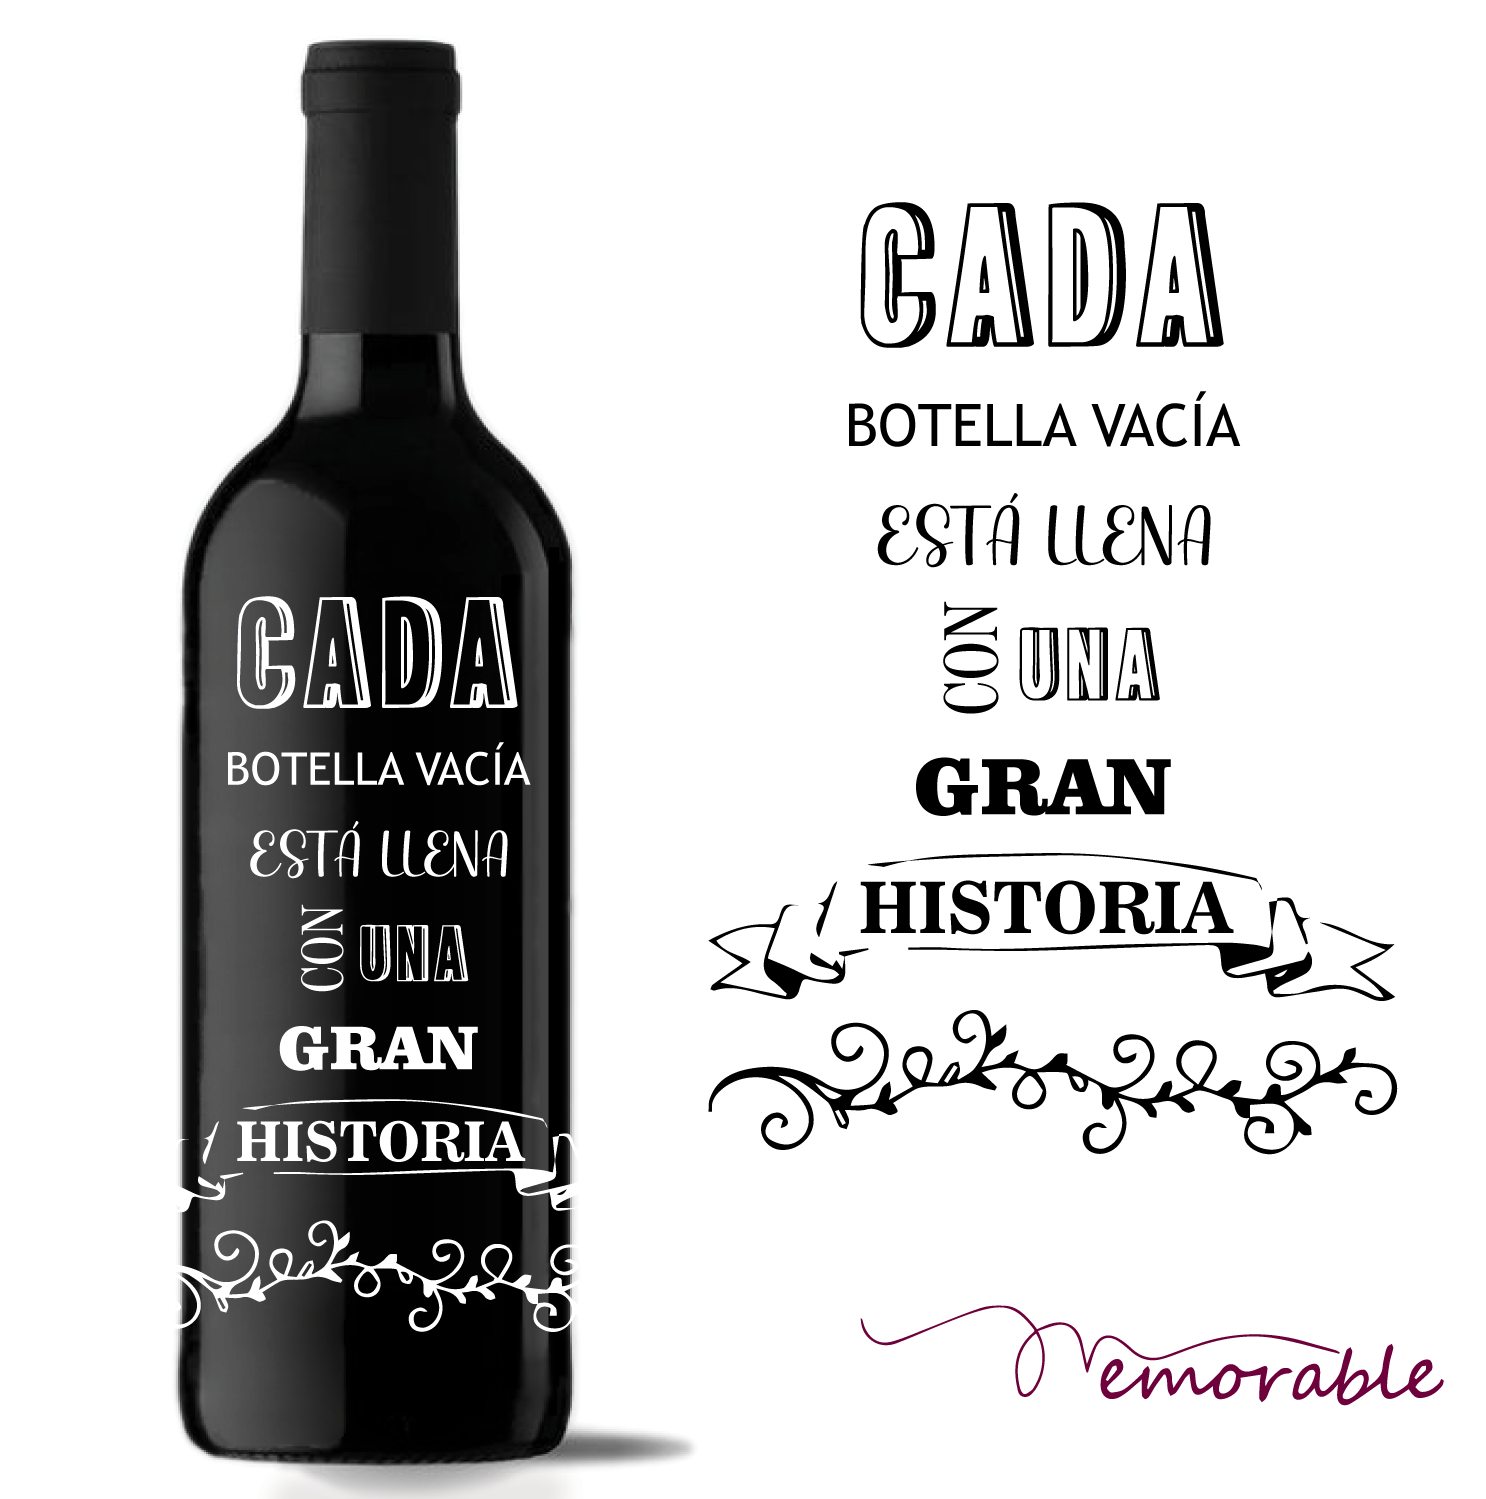 CADA
BOTELLA VACÍA
ESTÁ LLENA
CON UNA
GRAN
HISTORIA
CADA
BOTELLA VACÍA
ESTÁ LLENA
CON UNA
GRAN
HISTORIA
Memorable